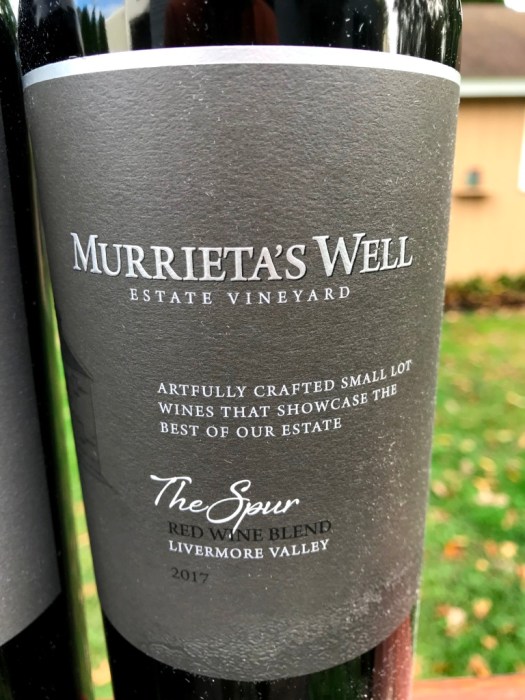 MURRIETA'S WELL
ESTATE VINEYARD
ARTFULLY CRAFTED SMALL LOT
WINES THAT SHOWCASE THE
BEST OF OUR ESTATE
The Spur
RED WINE BLEND
LIVERMORE VALLEY
2017